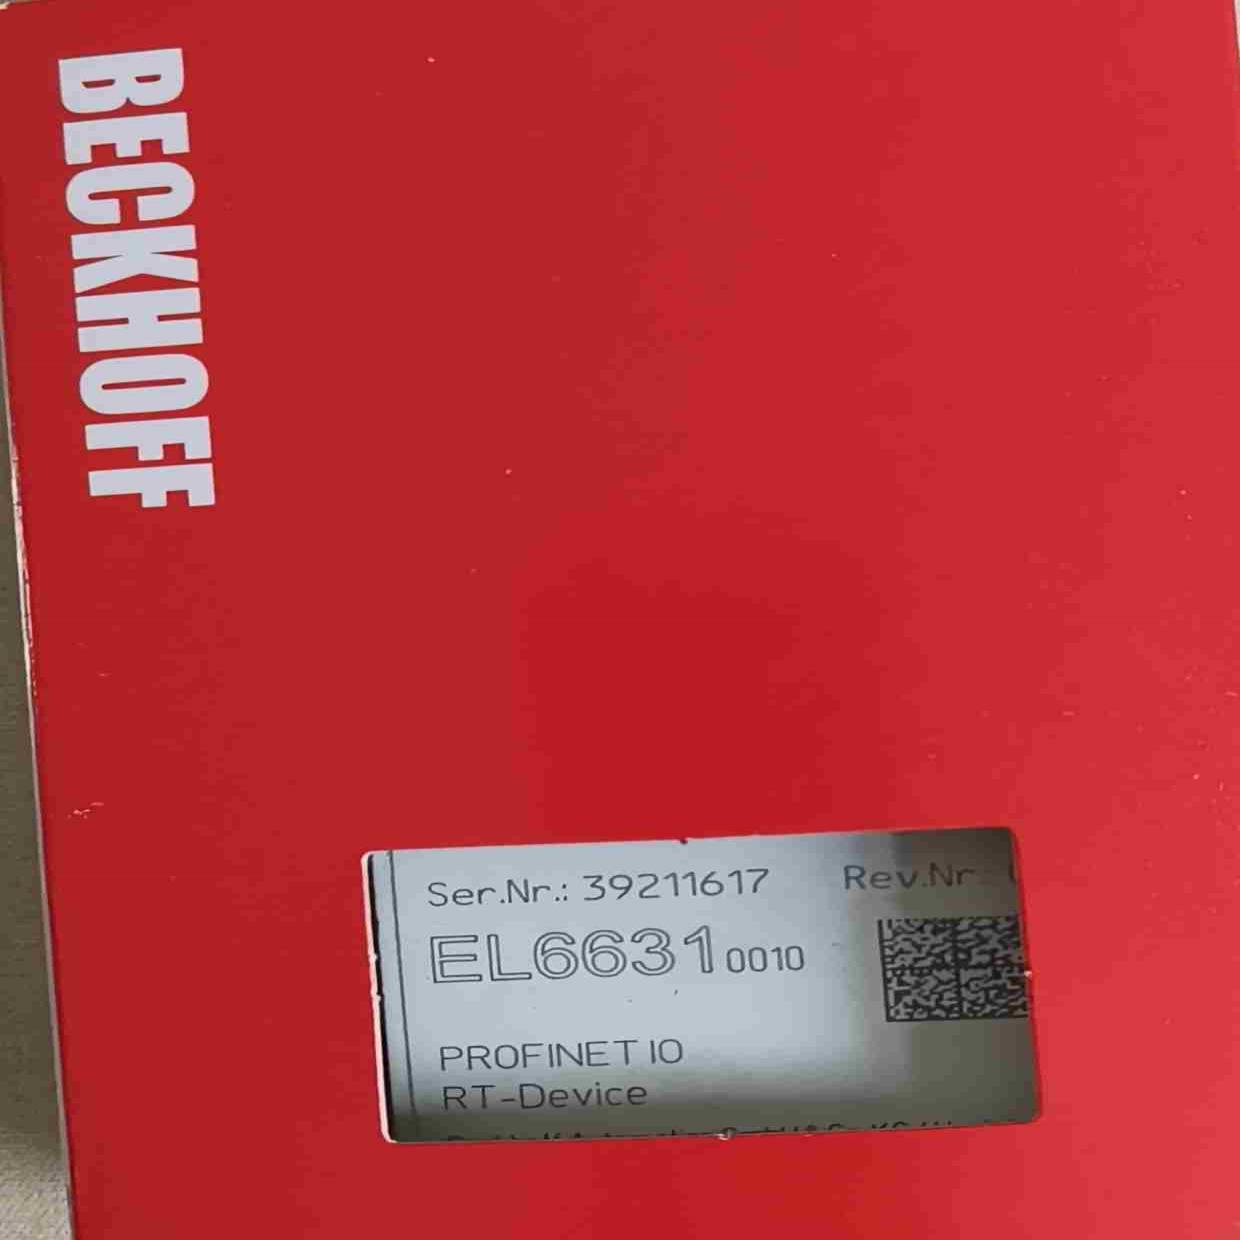 BECKHOFF
Ser.Nr.: 39211617 Rev.Nr
EL6631 0010
PROFINET IO
RT-Device